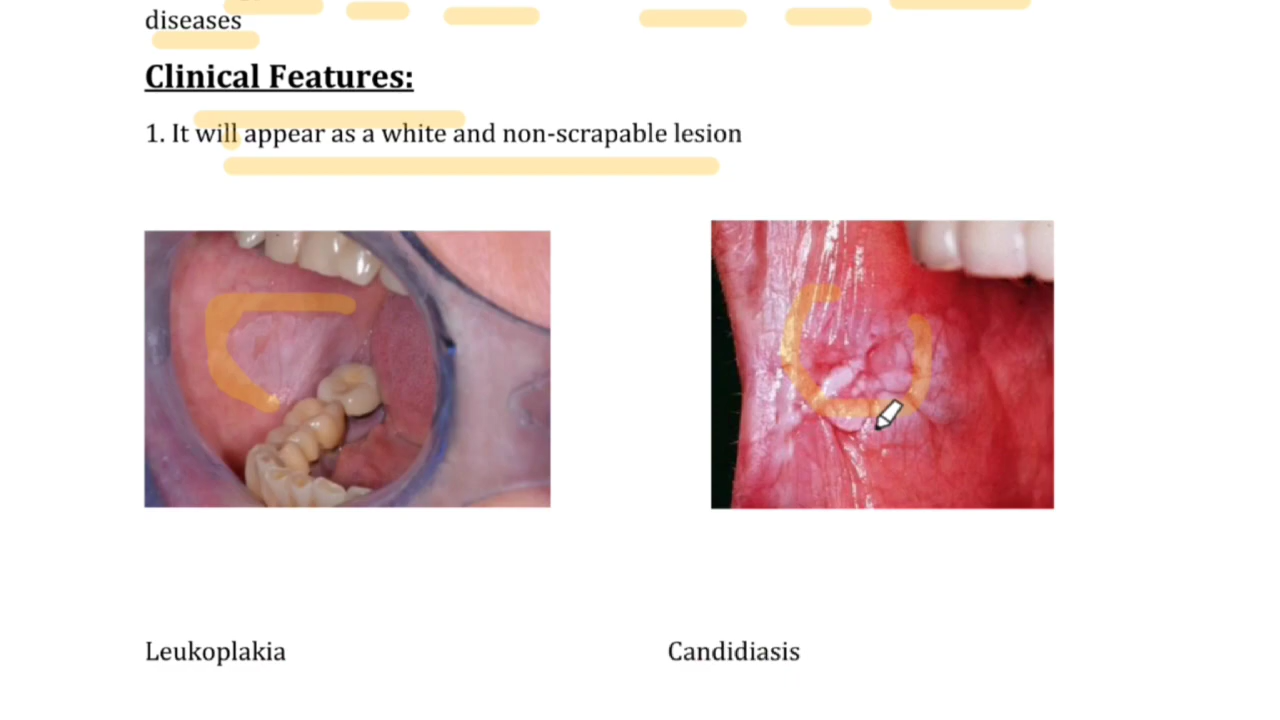 diseases
Clinical Features:
1. It will appear as a white and non-scrapable lesion
Leukoplakia
Candidiasis